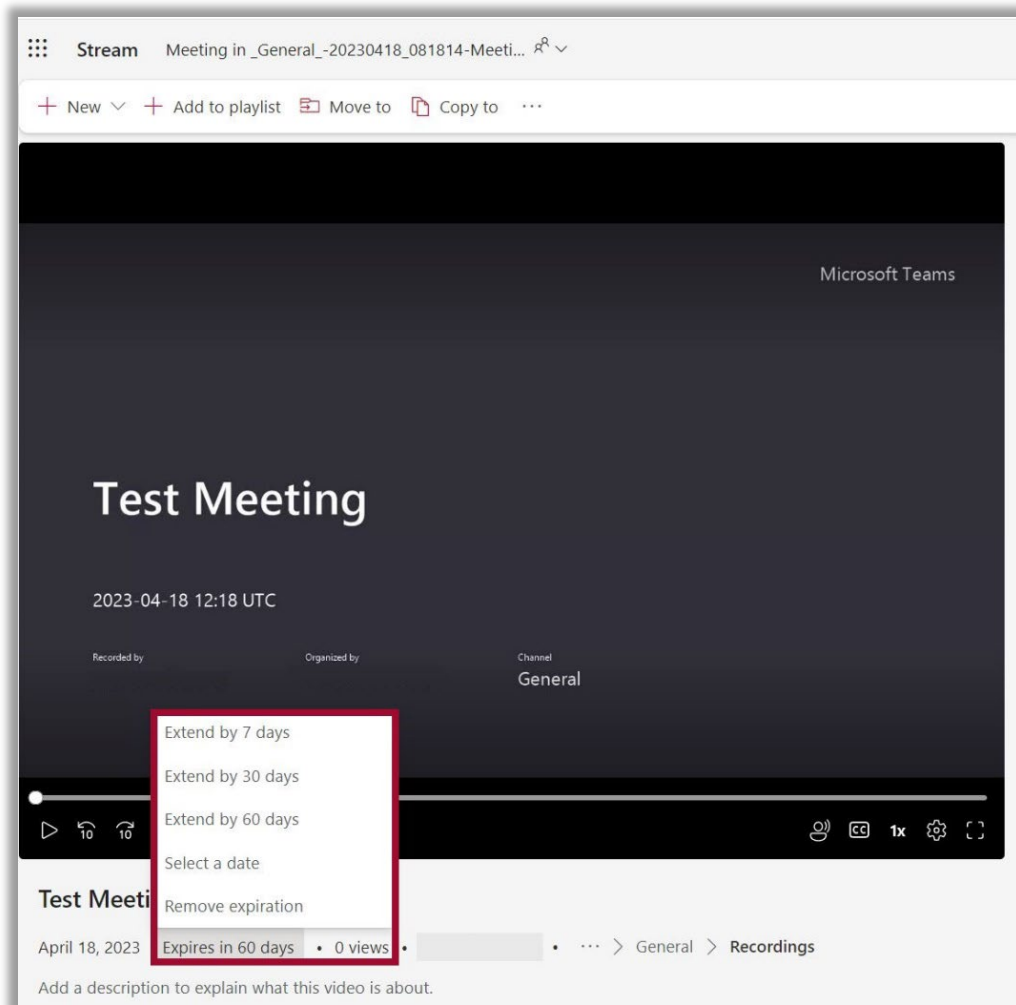 Stream Meeting in _General_-20230418_081814-Meeti...
New Add to playlist Move to Copy to ...
Microsoft Teams
Test Meeting
2023-04-18 12:18 UTC
Recorded by Organized by Channel
General
Extend by 7 days
Extend by 30 days
Extend by 60 days
Select a date
Remove expiration
10 10 CC 1x
Test Meeti
April 18, 2023 Expires in 60 days • 0 views • • ... > General > Recordings
Add a description to explain what this video is about.